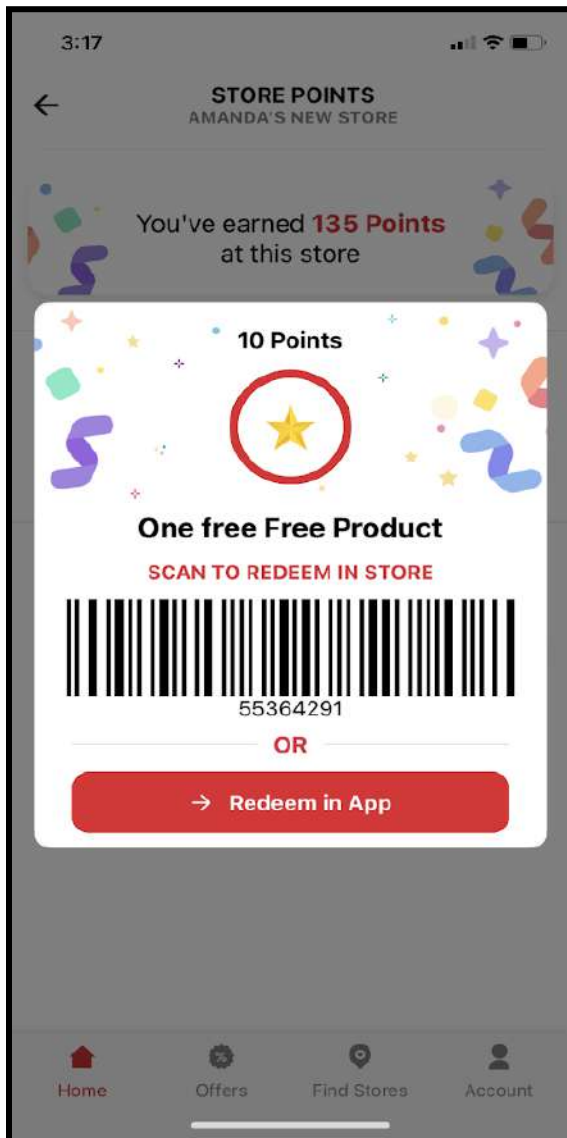 3:17
STORE POINTS
AMANDA'S NEW STORE
You've earned 135 Points
at this store
10 Points
One free Free Product
SCAN TO REDEEM IN STORE
55364291
OR
→ Redeem in App
Home
Offers
Find Stores
Account